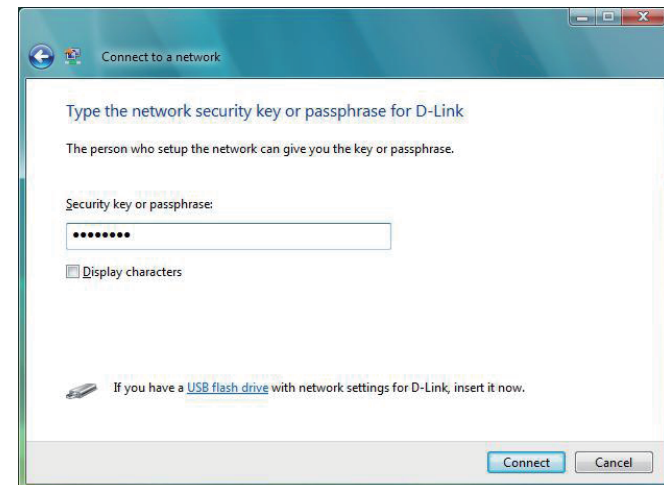 Connect to a network
Type the network security key or passphrase for D-Link
The person who setup the network can give you the key or passphrase.
Security key or passphrase:
••••••••
Display characters
If you have a USB flash drive with network settings for D-Link, insert it now.
Connect Cancel